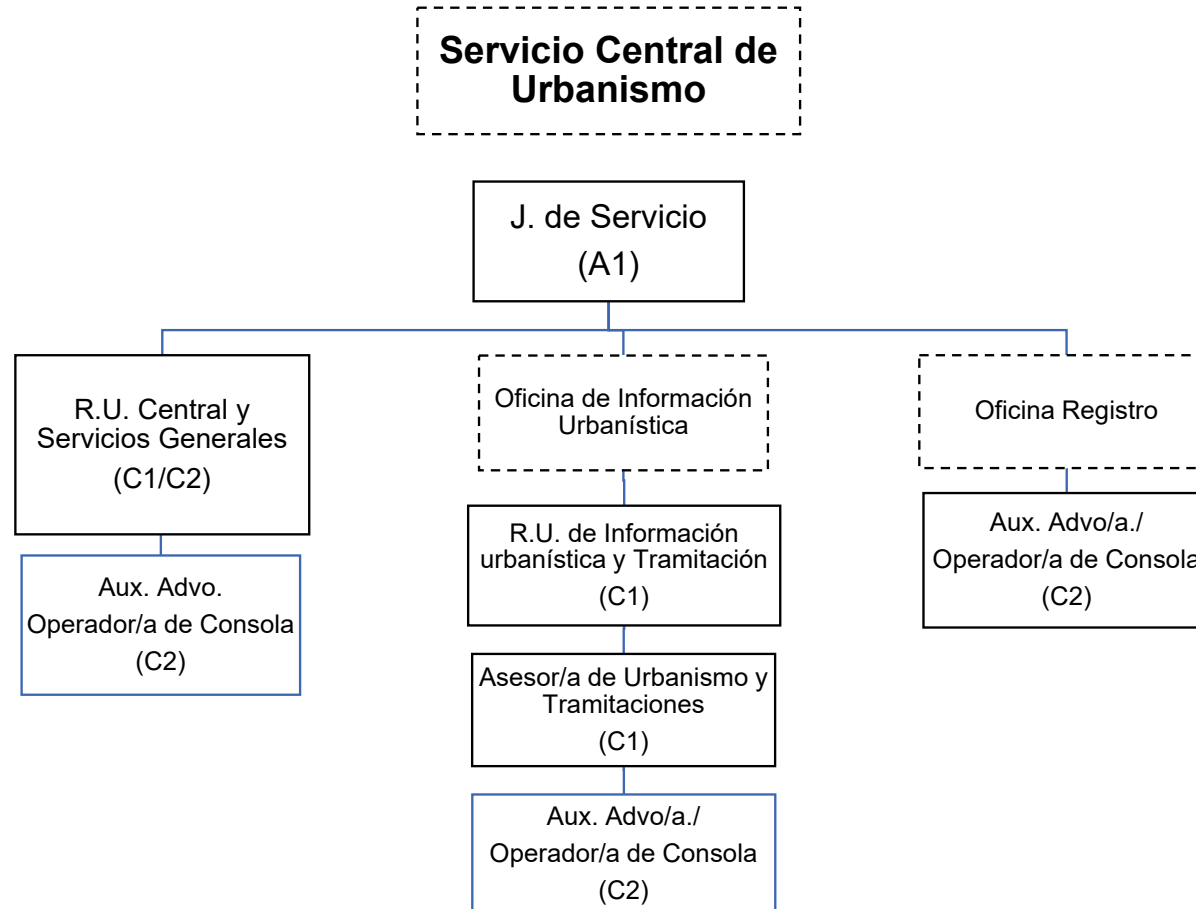 Servicio Central de
Urbanismo
J. de Servicio
(A1)
R.U. Central y
Servicios Generales
(C1/C2)
Aux. Advo.
Operador/a de Consola
(C2)
Oficina de Información
Urbanística
R.U. de Información
urbanística y Tramitación
(C1)
Asesor/a de Urbanismo y
Tramitaciones
(C1)
Aux. Advo/a./
Operador/a de Consola
(C2)
Oficina Registro
Aux. Advo/a./
Operador/a de Consola
(C2)